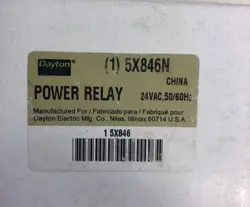 Dayton (1) 5X846N
CHINA
POWER RELAY 24VAC,50/60Hz
Manufactured For / Fabricado para / Fabriqué pour
Dayton Electric Mfg. Co., Niles, Illinois 60714 U.S.A.
1 5X846